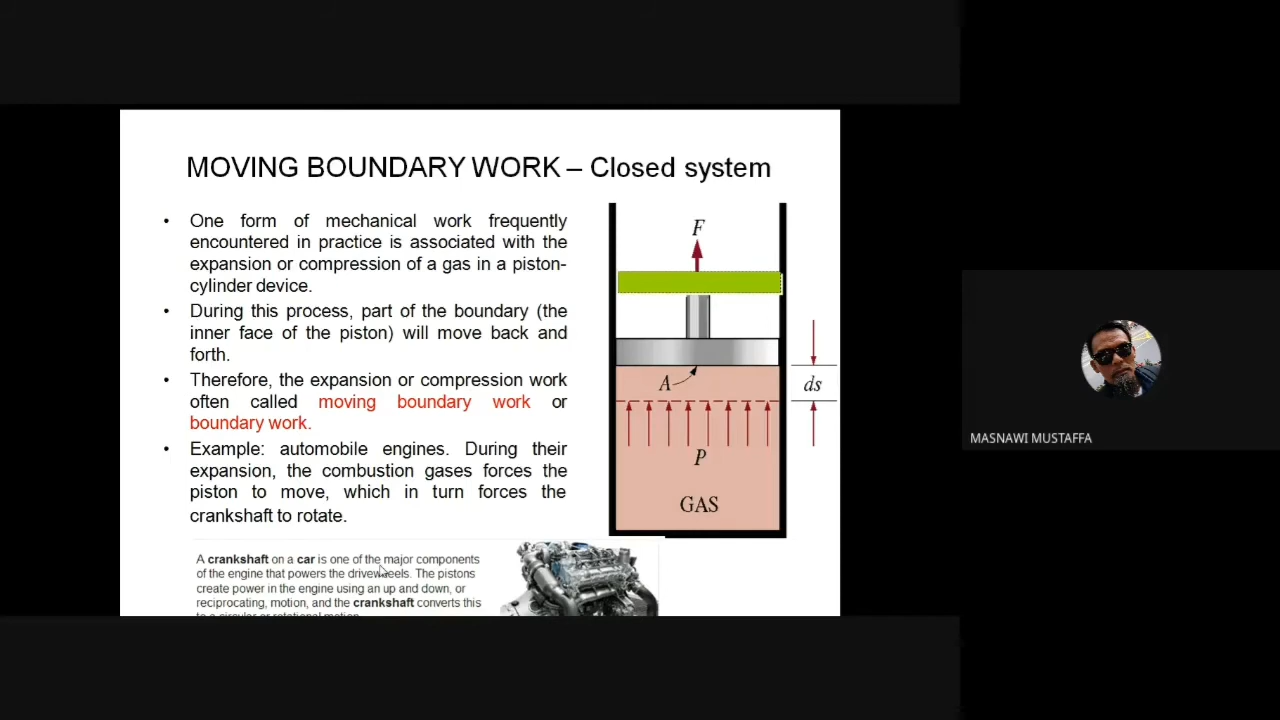 MOVING BOUNDARY WORK – Closed system
• One form of mechanical work frequently
encountered in practice is associated with the
expansion or compression of a gas in a piston-
cylinder device.
• During this process, part of the boundary (the
inner face of the piston) will move back and
forth.
• Therefore, the expansion or compression work
often called moving boundary work or
boundary work.
• Example: automobile engines. During their
expansion, the combustion gases forces the
piston to move, which in turn forces the
crankshaft to rotate.
A crankshaft on a car is one of the major components
of the engine that powers the drivewheels. The pistons
create power in the engine using an up and down, or
reciprocating, motion, and the crankshaft converts this
to a circular or rotational motion.
F
A
ds
P
GAS
MASNAWI MUSTAFFA